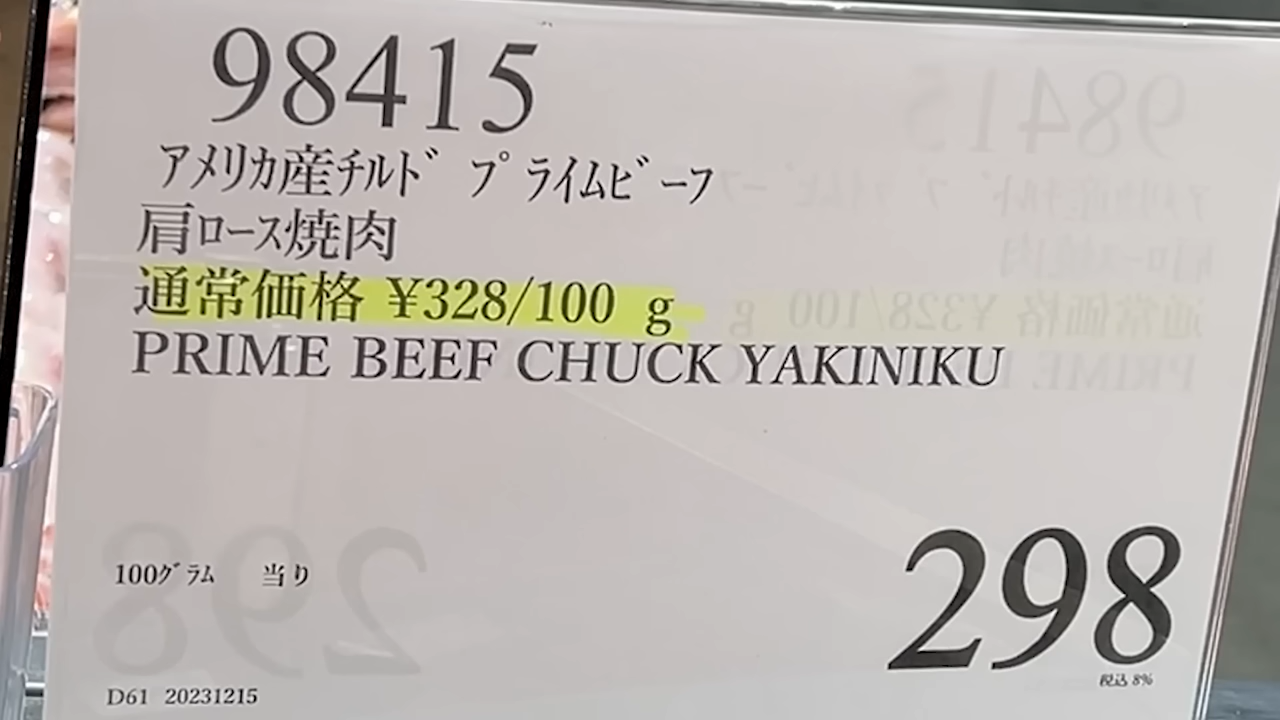 98415
ｱﾒﾘｶ産ﾁﾙﾄﾞ ﾌﾟﾗｲﾑﾋﾞｰﾌ
肩ﾛｰｽ焼肉
通常価格 ¥328/100 g
PRIME BEEF CHUCK YAKINIKU
298
100ｸﾞﾗﾑ 当り
税込 8%
D61 20231215